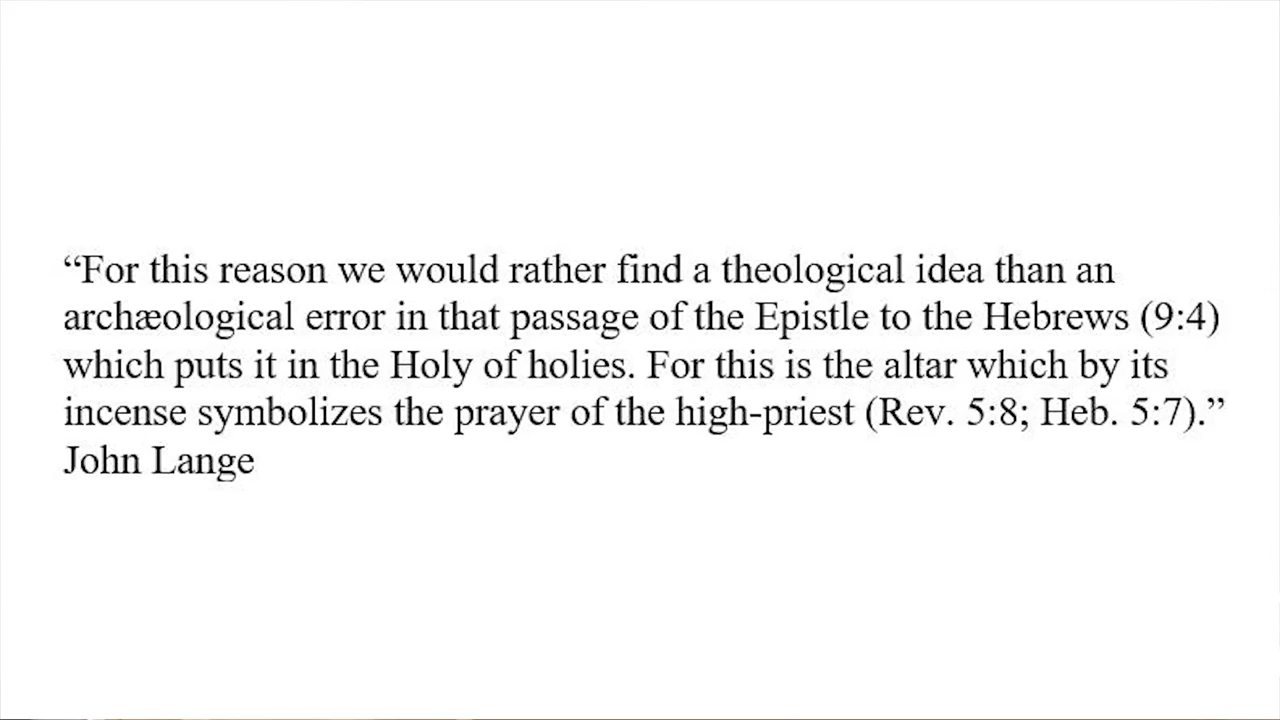 “For this reason we would rather find a theological idea than an
archæological error in that passage of the Epistle to the Hebrews (9:4)
which puts it in the Holy of holies. For this is the altar which by its
incense symbolizes the prayer of the high-priest (Rev. 5:8; Heb. 5:7).”
John Lange